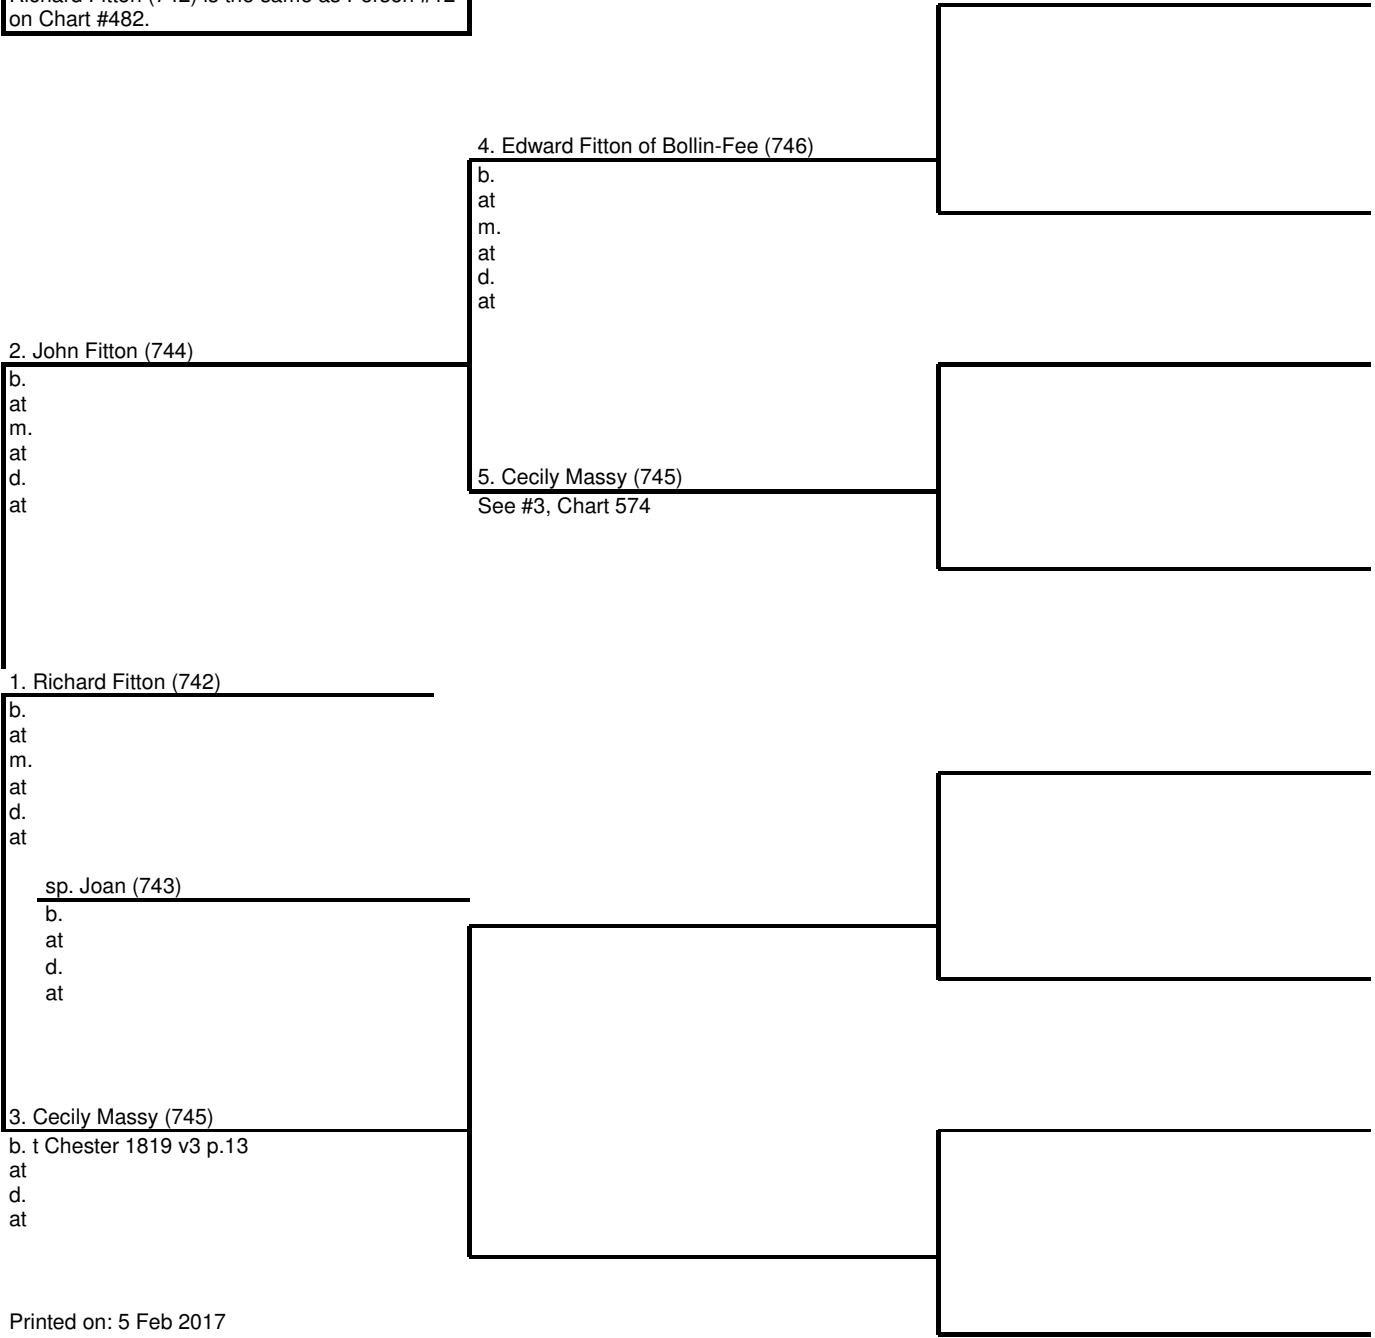 on Chart #482.
4. Edward Fitton of Bollin-Fee (746)
b.
at
m.
at
d.
at
2. John Fitton (744)
b.
at
m.
at
d.
at
5. Cecily Massy (745)
See #3, Chart 574
1. Richard Fitton (742)
b.
at
m.
at
d.
at
sp. Joan (743)
b.
at
d.
at
3. Cecily Massy (745)
b. t Chester 1819 v3 p.13
at
d.
at
Printed on: 5 Feb 2017